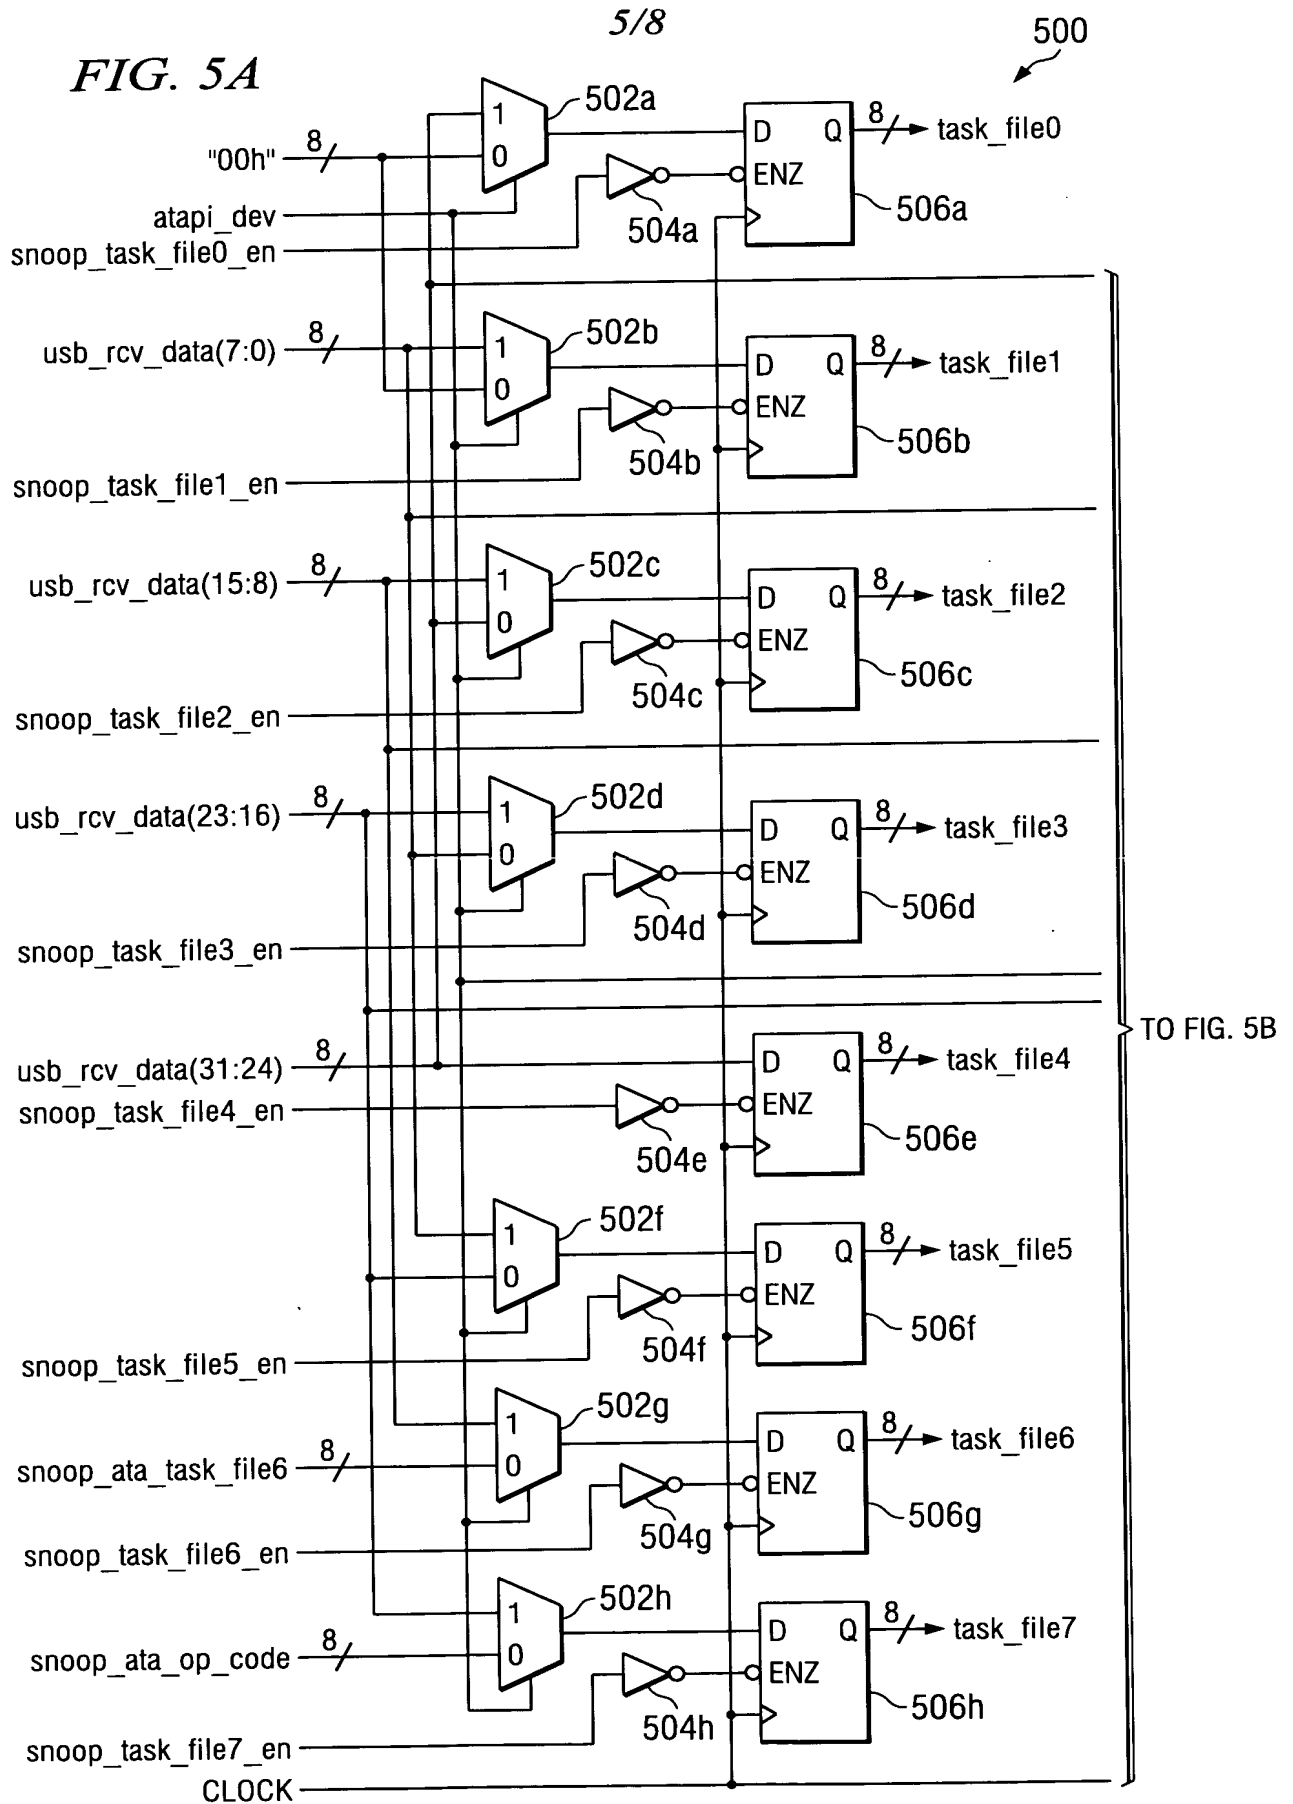 5/8
500
FIG. 5A
"00h" 8 1 0 502a D Q 8 task_file0
atapi_dev ENZ
snoop_task_file0_en 504a 506a
usb_rcv_data(7:0) 8 1 0 502b D Q 8 task_file1
ENZ
snoop_task_file1_en 504b 506b
usb_rcv_data(15:8) 8 1 0 502c D Q 8 task_file2
ENZ
snoop_task_file2_en 504c 506c
usb_rcv_data(23:16) 8 1 0 502d D Q 8 task_file3
ENZ
snoop_task_file3_en 504d 506d
TO FIG. 5B
usb_rcv_data(31:24) 8 D Q 8 task_file4
snoop_task_file4_en ENZ
504e 506e
1 0 502f D Q 8 task_file5
ENZ
snoop_task_file5_en 504f 506f
1 502g D Q 8 task_file6
snoop_ata_task_file6 8 0 ENZ
snoop_task_file6_en 504g 506g
1 502h D Q 8 task_file7
snoop_ata_op_code 8 0 ENZ
snoop_task_file7_en 504h 506h
CLOCK